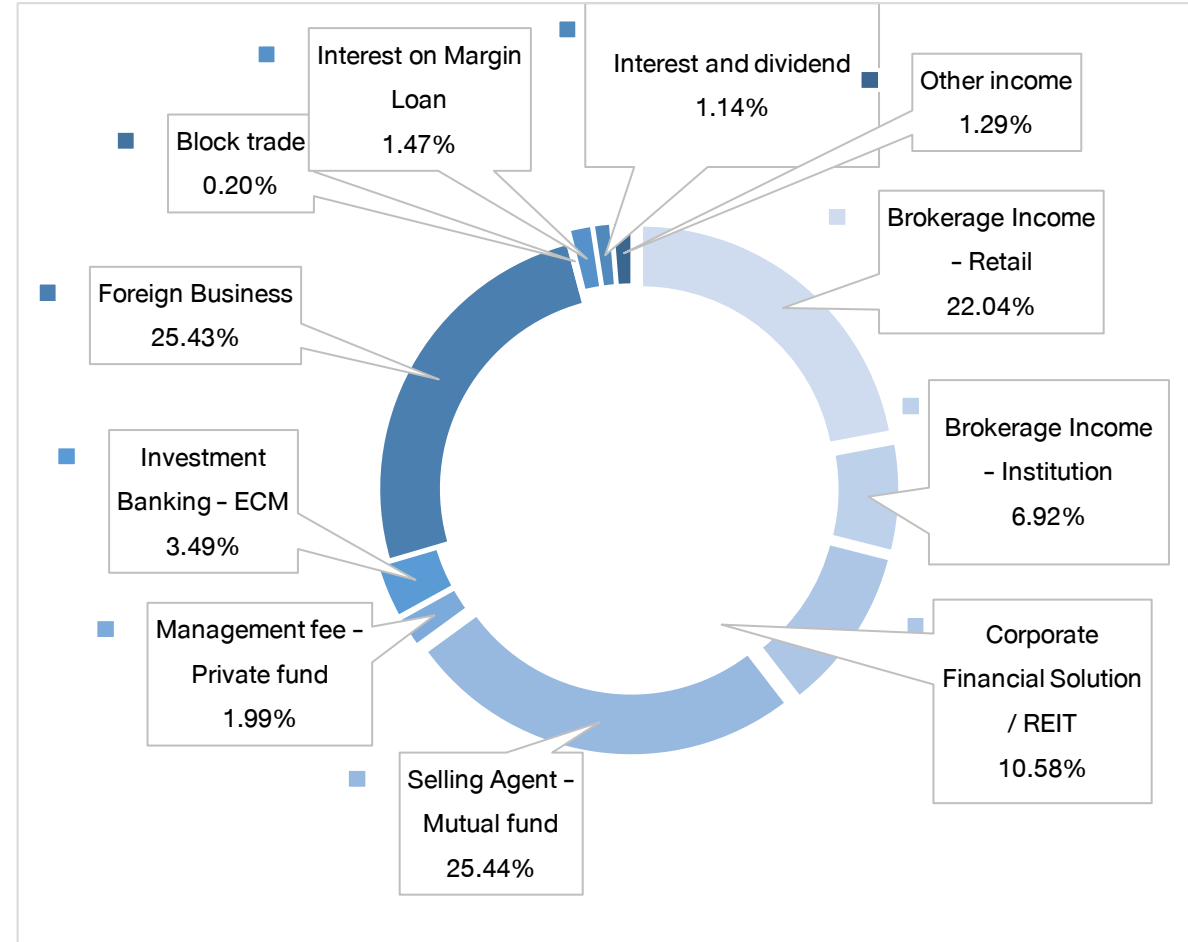 Interest on Margin
Loan
1.47%
Interest and dividend
1.14%
Other income
1.29%
Block trade
0.20%
Brokerage Income
– Retail
22.04%
Foreign Business
25.43%
Brokerage Income
– Institution
6.92%
Investment
Banking – ECM
3.49%
Management fee –
Private fund
1.99%
Corporate
Financial Solution
/ REIT
10.58%
Selling Agent –
Mutual fund
25.44%